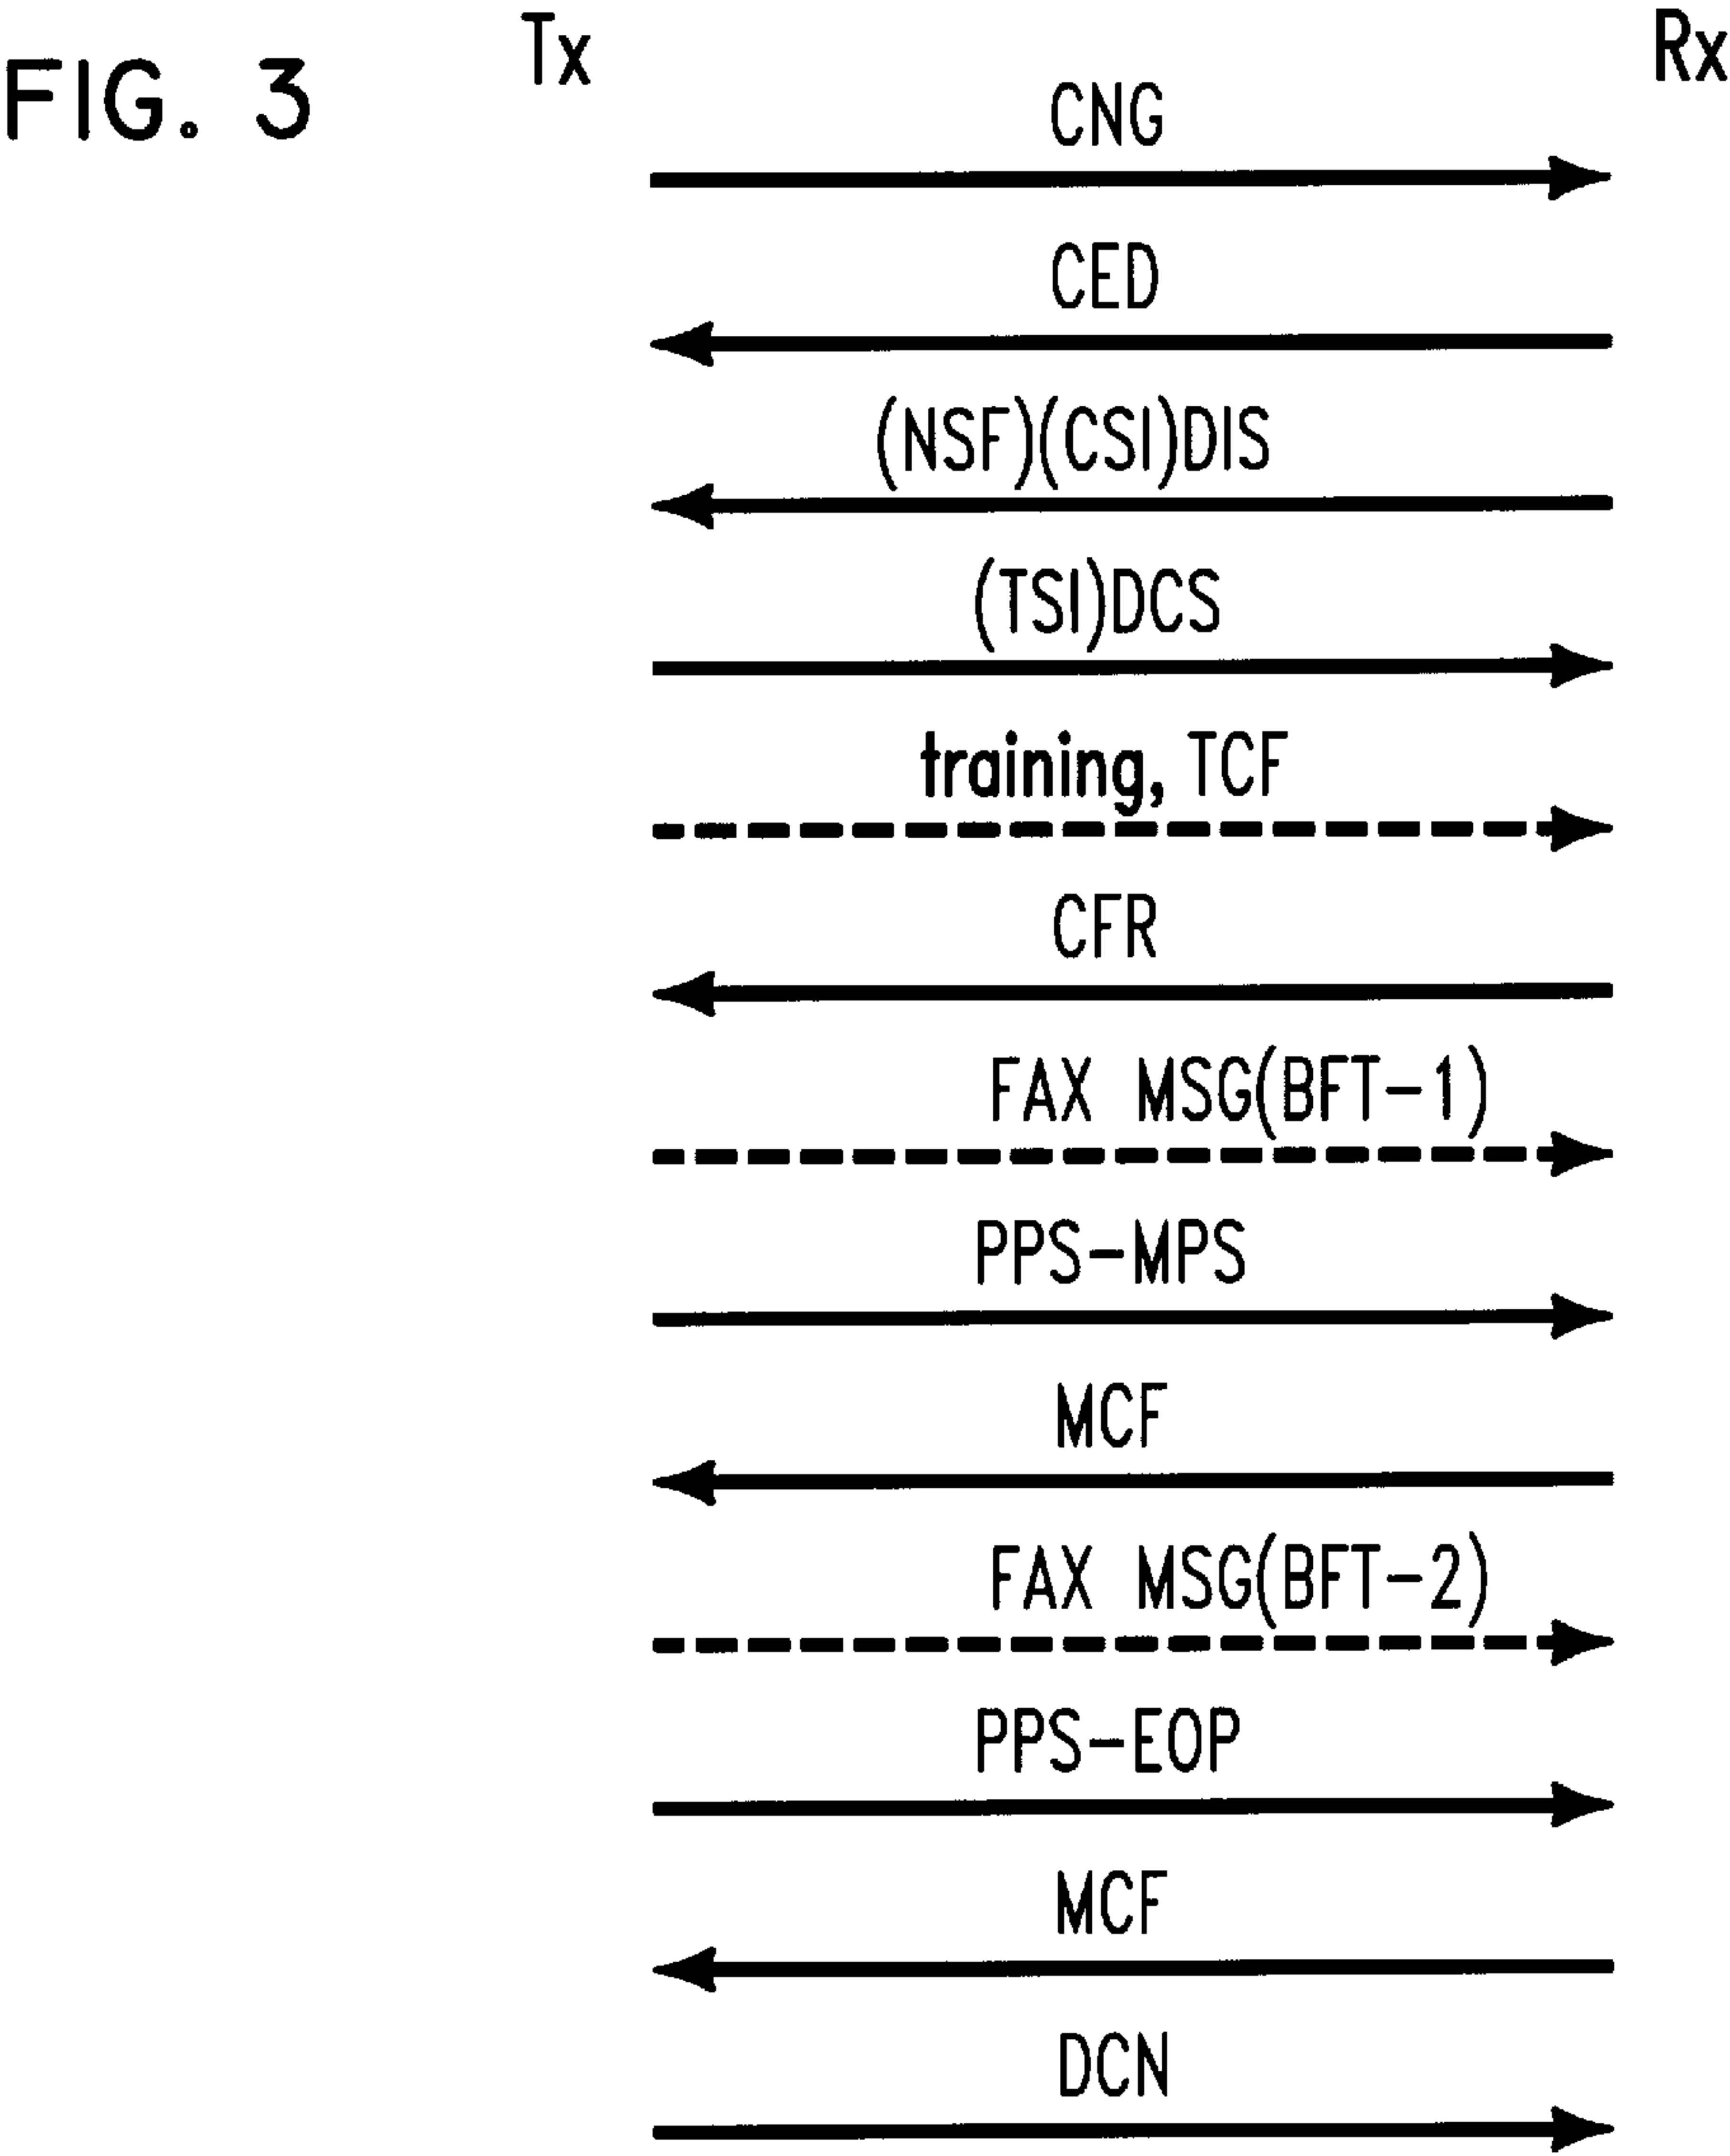 FIG. 3
Tx
Rx
CNG
CED
(NSF)(CSI)DIS
(TSI)DCS
training, TCF
CFR
FAX MSG(BFT-1)
PPS-MPS
MCF
FAX MSG(BFT-2)
PPS-EOP
MCF
DCN